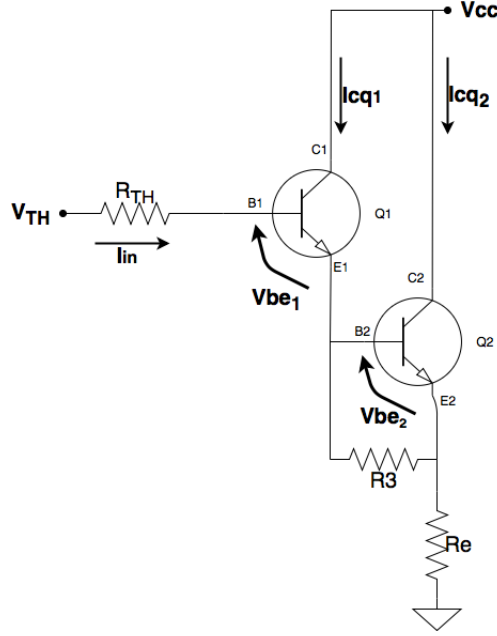 Vcc
Icq1
Icq2
C1
RTH
B1
Q1
VTH
Iin
E1
Vbe1
C2
B2
Q2
Vbe2
E2
R3
Re